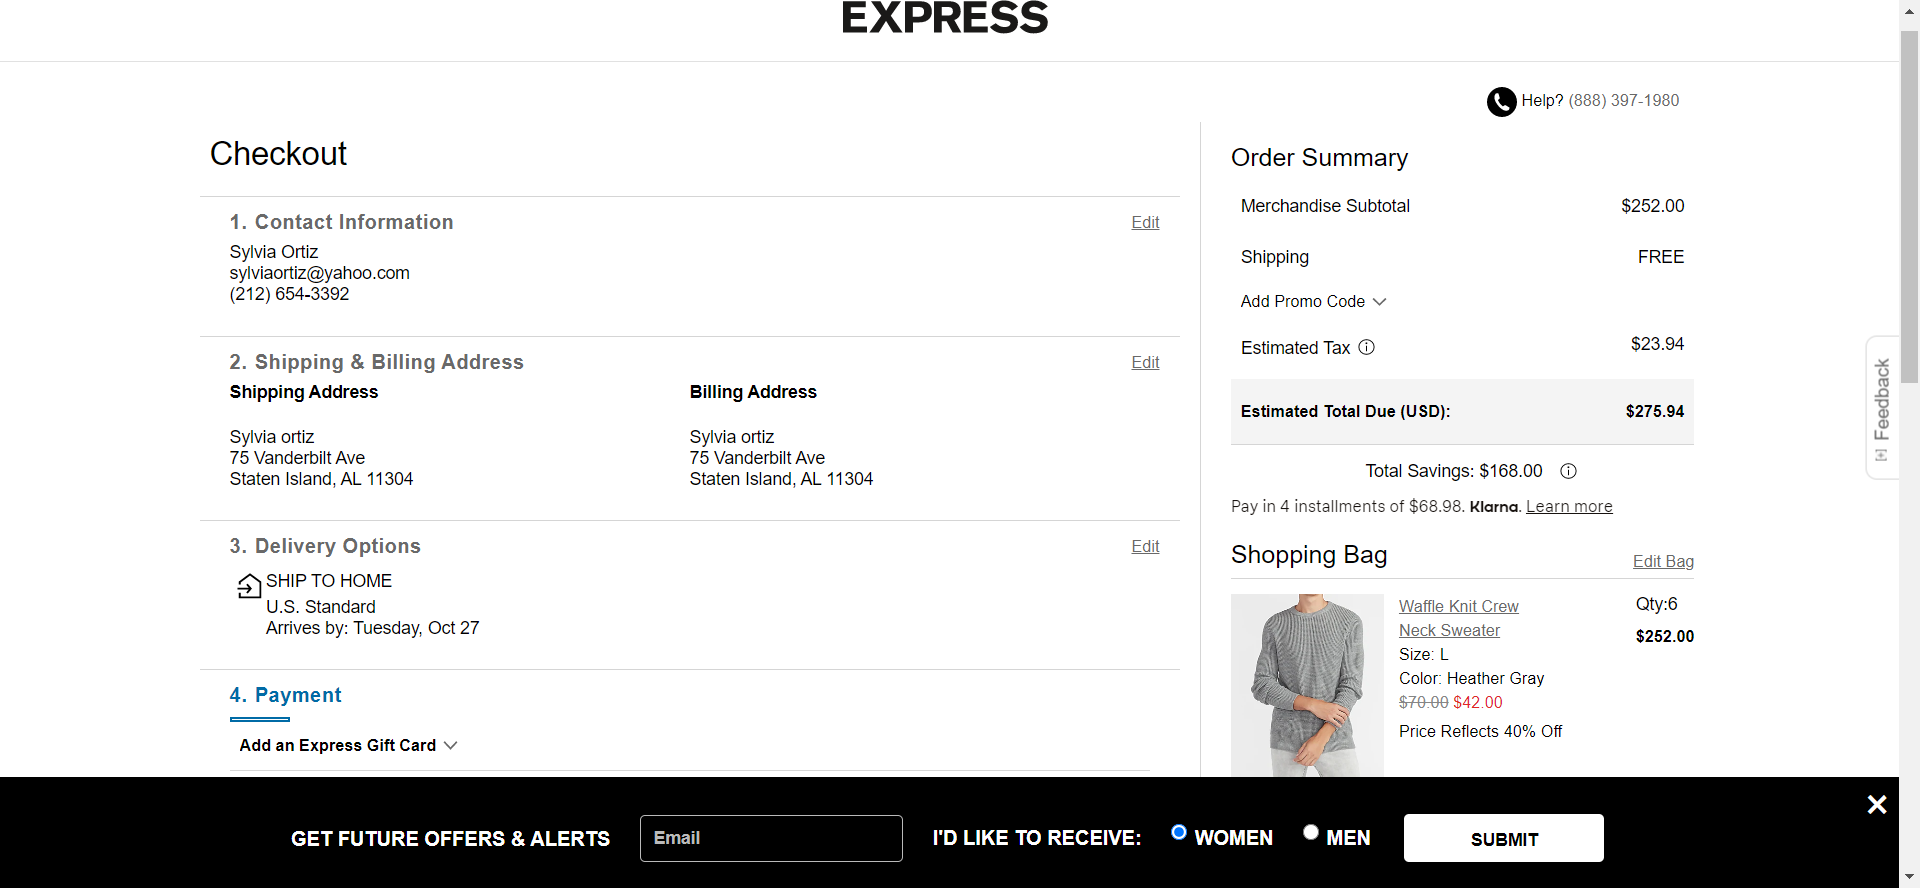 EXPRESS
Help? (888) 397-1980
Checkout
1. Contact Information
Edit
Sylvia Ortiz
sylviaortiz@yahoo.com
(212) 654-3392
2. Shipping & Billing Address
Edit
Shipping Address
Sylvia ortiz
75 Vanderbilt Ave
Staten Island, AL 11304
Billing Address
Sylvia ortiz
75 Vanderbilt Ave
Staten Island, AL 11304
3. Delivery Options
Edit
SHIP TO HOME
U.S. Standard
Arrives by: Tuesday, Oct 27
4. Payment
Add an Express Gift Card
Order Summary
Merchandise Subtotal $252.00
Shipping FREE
Add Promo Code
Estimated Tax $23.94
Estimated Total Due (USD): $275.94
Total Savings: $168.00
Pay in 4 installments of $68.98. Klarna. Learn more
Shopping Bag
Edit Bag
Waffle Knit Crew
Neck Sweater
Size: L
Color: Heather Gray
$70.00 $42.00
Price Reflects 40% Off
Qty:6
$252.00
[+] Feedback
GET FUTURE OFFERS & ALERTS
Email
I'D LIKE TO RECEIVE:
WOMEN
MEN
SUBMIT